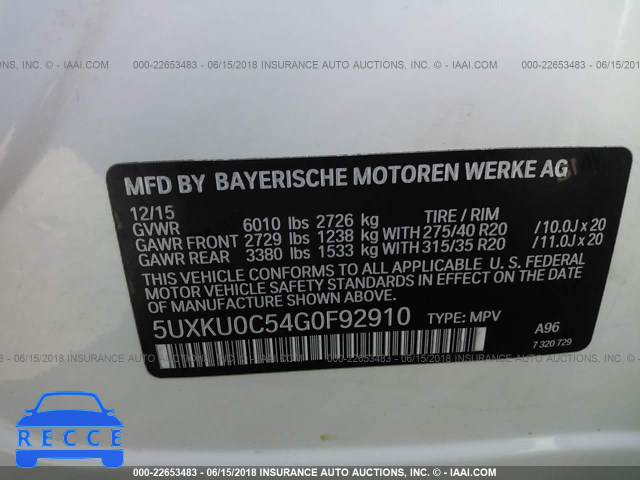 000-22653483 - 06/15/2018 INSURANCE AUTO AUCTIONS, INC. © - IAAI.COM
MFD BY BAYERISCHE MOTOREN WERKE AG
12/15 TIRE / RIM
GVWR 6010 lbs 2726 kg
GAWR FRONT 2729 lbs 1238 kg WITH 275/40 R20 /10.0J x 20
GAWR REAR 3380 lbs 1533 kg WITH 315/35 R20 /11.0J x 20
THIS VEHICLE CONFORMS TO ALL APPLICABLE U. S. FEDERAL
MOTOR VEHICLE SAFETY STANDARDS IN EFFECT ON THE DATE
OF MANUFACTURE SHOWN ABOVE.
5UXKU0C54G0F92910 TYPE: MPV A96
7 320 729
000-22653483 - 06/15/2018 INSURANCE AUTO AUCTIONS, INC. © - IAAI.COM
RECCE
000-22653483 - 06/15/2018 INSURANCE AUTO AUCTIONS, INC. © - IAAI.COM